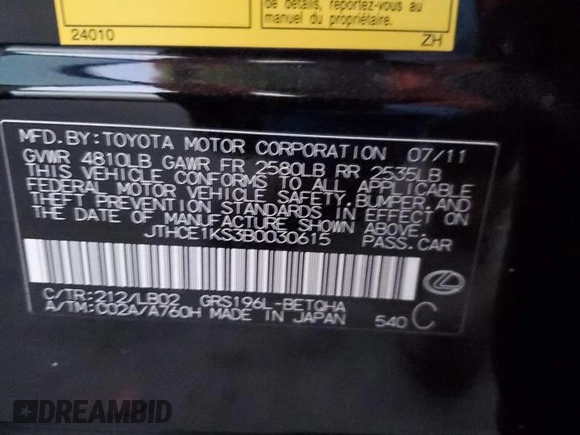 de détails, reportez-vous au
manuel du propriétaire.
24010 ZH
MFD.BY:TOYOTA MOTOR CORPORATION 07/11
GVWR 4810LB GAWR FR 2580LB RR 2535LB
THIS VEHICLE CONFORMS TO ALL APPLICABLE
FEDERAL MOTOR VEHICLE SAFETY,BUMPER,AND
THEFT PREVENTION STANDARDS IN EFFECT ON
THE DATE OF MANUFACTURE SHOWN ABOVE.
JTHCE1KS3B0030615 PASS.CAR
C/TR:212/LB02 GRS196L-BETQHA
A/TM:C02A/A760H MADE IN JAPAN 540 C
DREAMBID